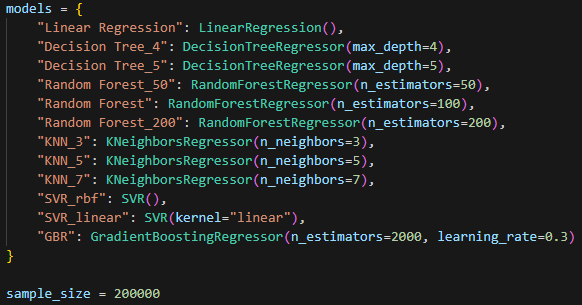 models = {
    "Linear Regression": LinearRegression(),
    "Decision Tree_4": DecisionTreeRegressor(max_depth=4),
    "Decision Tree_5": DecisionTreeRegressor(max_depth=5),
    "Random Forest_50": RandomForestRegressor(n_estimators=50),
    "Random Forest": RandomForestRegressor(n_estimators=100),
    "Random Forest_200": RandomForestRegressor(n_estimators=200),
    "KNN_3": KNeighborsRegressor(n_neighbors=3),
    "KNN_5": KNeighborsRegressor(n_neighbors=5),
    "KNN_7": KNeighborsRegressor(n_neighbors=7),
    "SVR_rbf": SVR(),
    "SVR_linear": SVR(kernel="linear"),
    "GBR": GradientBoostingRegressor(n_estimators=2000, learning_rate=0.3)
}
sample_size = 200000